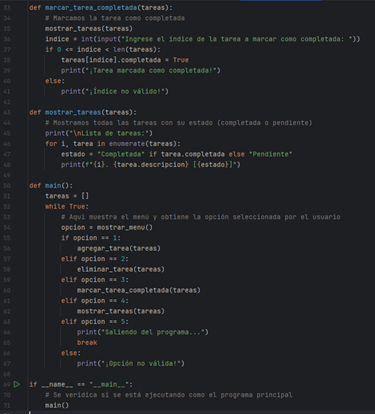 33 def marcar_tarea_completada(tareas):
34     # Marcamos la tarea como completada
35     mostrar_tareas(tareas)
36     indice = int(input("Ingrese el índice de la tarea a marcar como completada: "))
37     if 0 <= indice < len(tareas):
38         tareas[indice].completada = True
39         print("¡Tarea marcada como completada!")
40     else:
41         print("¡Índice no válido!")
42
43 def mostrar_tareas(tareas):
44     # Mostramos todas las tareas con su estado (completada o pendiente)
45     print("\nLista de tareas:")
46     for i, tarea in enumerate(tareas):
47         estado = "Completada" if tarea.completada else "Pendiente"
48         print(f"{i}. {tarea.descripcion} [{estado}]")
49
50 def main():
51     tareas = []
52     while True:
53         # Aquí muestra el menú y obtiene la opción seleccionada por el usuario
54         opcion = mostrar_menu()
55         if opcion == 1:
56             agregar_tarea(tareas)
57         elif opcion == 2:
58             eliminar_tarea(tareas)
59         elif opcion == 3:
60             marcar_tarea_completada(tareas)
61         elif opcion == 4:
62             mostrar_tareas(tareas)
63         elif opcion == 5:
64             print("Saliendo del programa...")
65             break
66         else:
67             print("¡Opción no válida!")
68
69 if __name__ == "__main__":
70     # Se veridica si se está ejecutando como el programa principal
71     main()